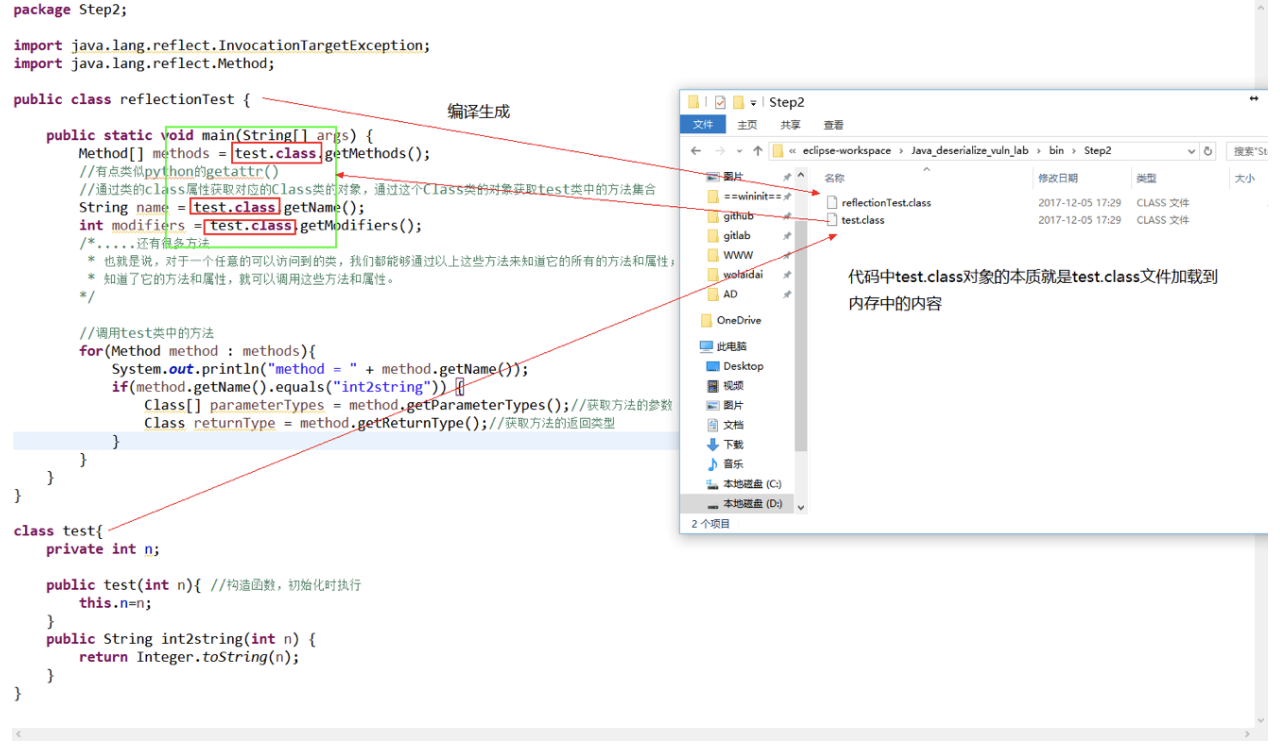 package Step2;
import java.lang.reflect.InvocationTargetException;
import java.lang.reflect.Method;
public class reflectionTest {
编译生成
public static void main(String[] args) {
Method[] methods = test.class.getMethods();
//有点类似python的getattr()
//通过类的class属性获取对应的Class类的对象，通过这个Class类的对象获取test类中的方法集合
String name = test.class.getName();
int modifiers = test.class.getModifiers();
/*.....还有很多方法
* 也就是说，对于一个任意的可以访问到的类，我们都能够通过以上这些方法来知道它的所有的方法和属性；
* 知道了它的方法和属性，就可以调用这些方法和属性。
*/
//调用test类中的方法
for(Method method : methods){
System.out.println("method = " + method.getName());
if(method.getName().equals("int2string")) {
Class[] parameterTypes = method.getParameterTypes();//获取方法的参数
Class returnType = method.getReturnType();//获取方法的返回类型
}
}
}
}
class test{
private int n;
public test(int n){ //构造函数，初始化时执行
this.n=n;
}
public String int2string(int n) {
return Integer.toString(n);
}
}
Step2
文件 主页 共享 查看
« eclipse-workspace › Java_deserialize_vuln_lab › bin › Step2 搜索"St
名称 修改日期 类型 大小
reflectionTest.class 2017-12-05 17:29 CLASS 文件
test.class 2017-12-05 17:29 CLASS 文件
图片
==wininit==
github
gitlab
WWW
wolaidai
AD
OneDrive
此电脑
Desktop
视频
图片
文档
下载
音乐
本地磁盘 (C:)
本地磁盘 (D:)
2 个项目
代码中test.class对象的本质就是test.class文件加载到
内存中的内容